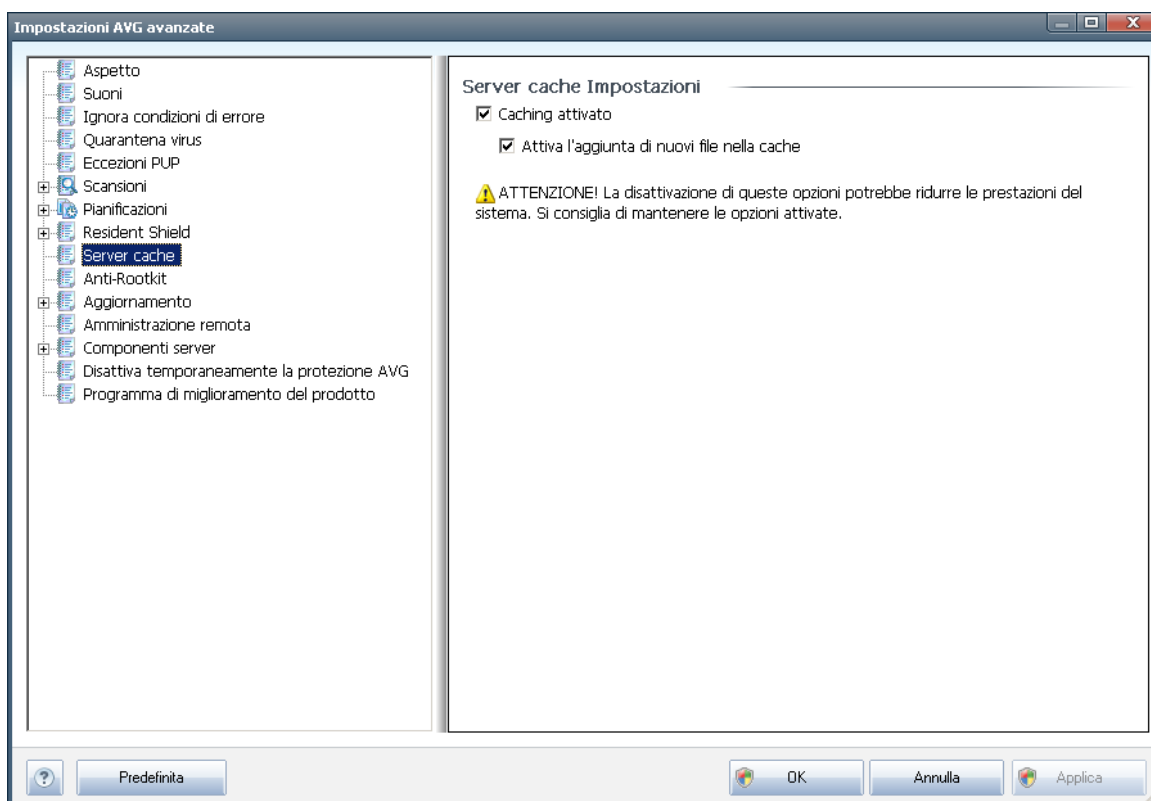 Impostazioni AVG avanzate
Aspetto
Suoni
Ignora condizioni di errore
Quarantena virus
Eccezioni PUP
Scansioni
Pianificazioni
Resident Shield
Server cache
Anti-Rootkit
Aggiornamento
Amministrazione remota
Componenti server
Disattiva temporaneamente la protezione AVG
Programma di miglioramento del prodotto
Server cache Impostazioni
Caching attivato
Attiva l'aggiunta di nuovi file nella cache
ATTENZIONE! La disattivazione di queste opzioni potrebbe ridurre le prestazioni del
sistema. Si consiglia di mantenere le opzioni attivate.
?
Predefinita
OK
Annulla
Applica